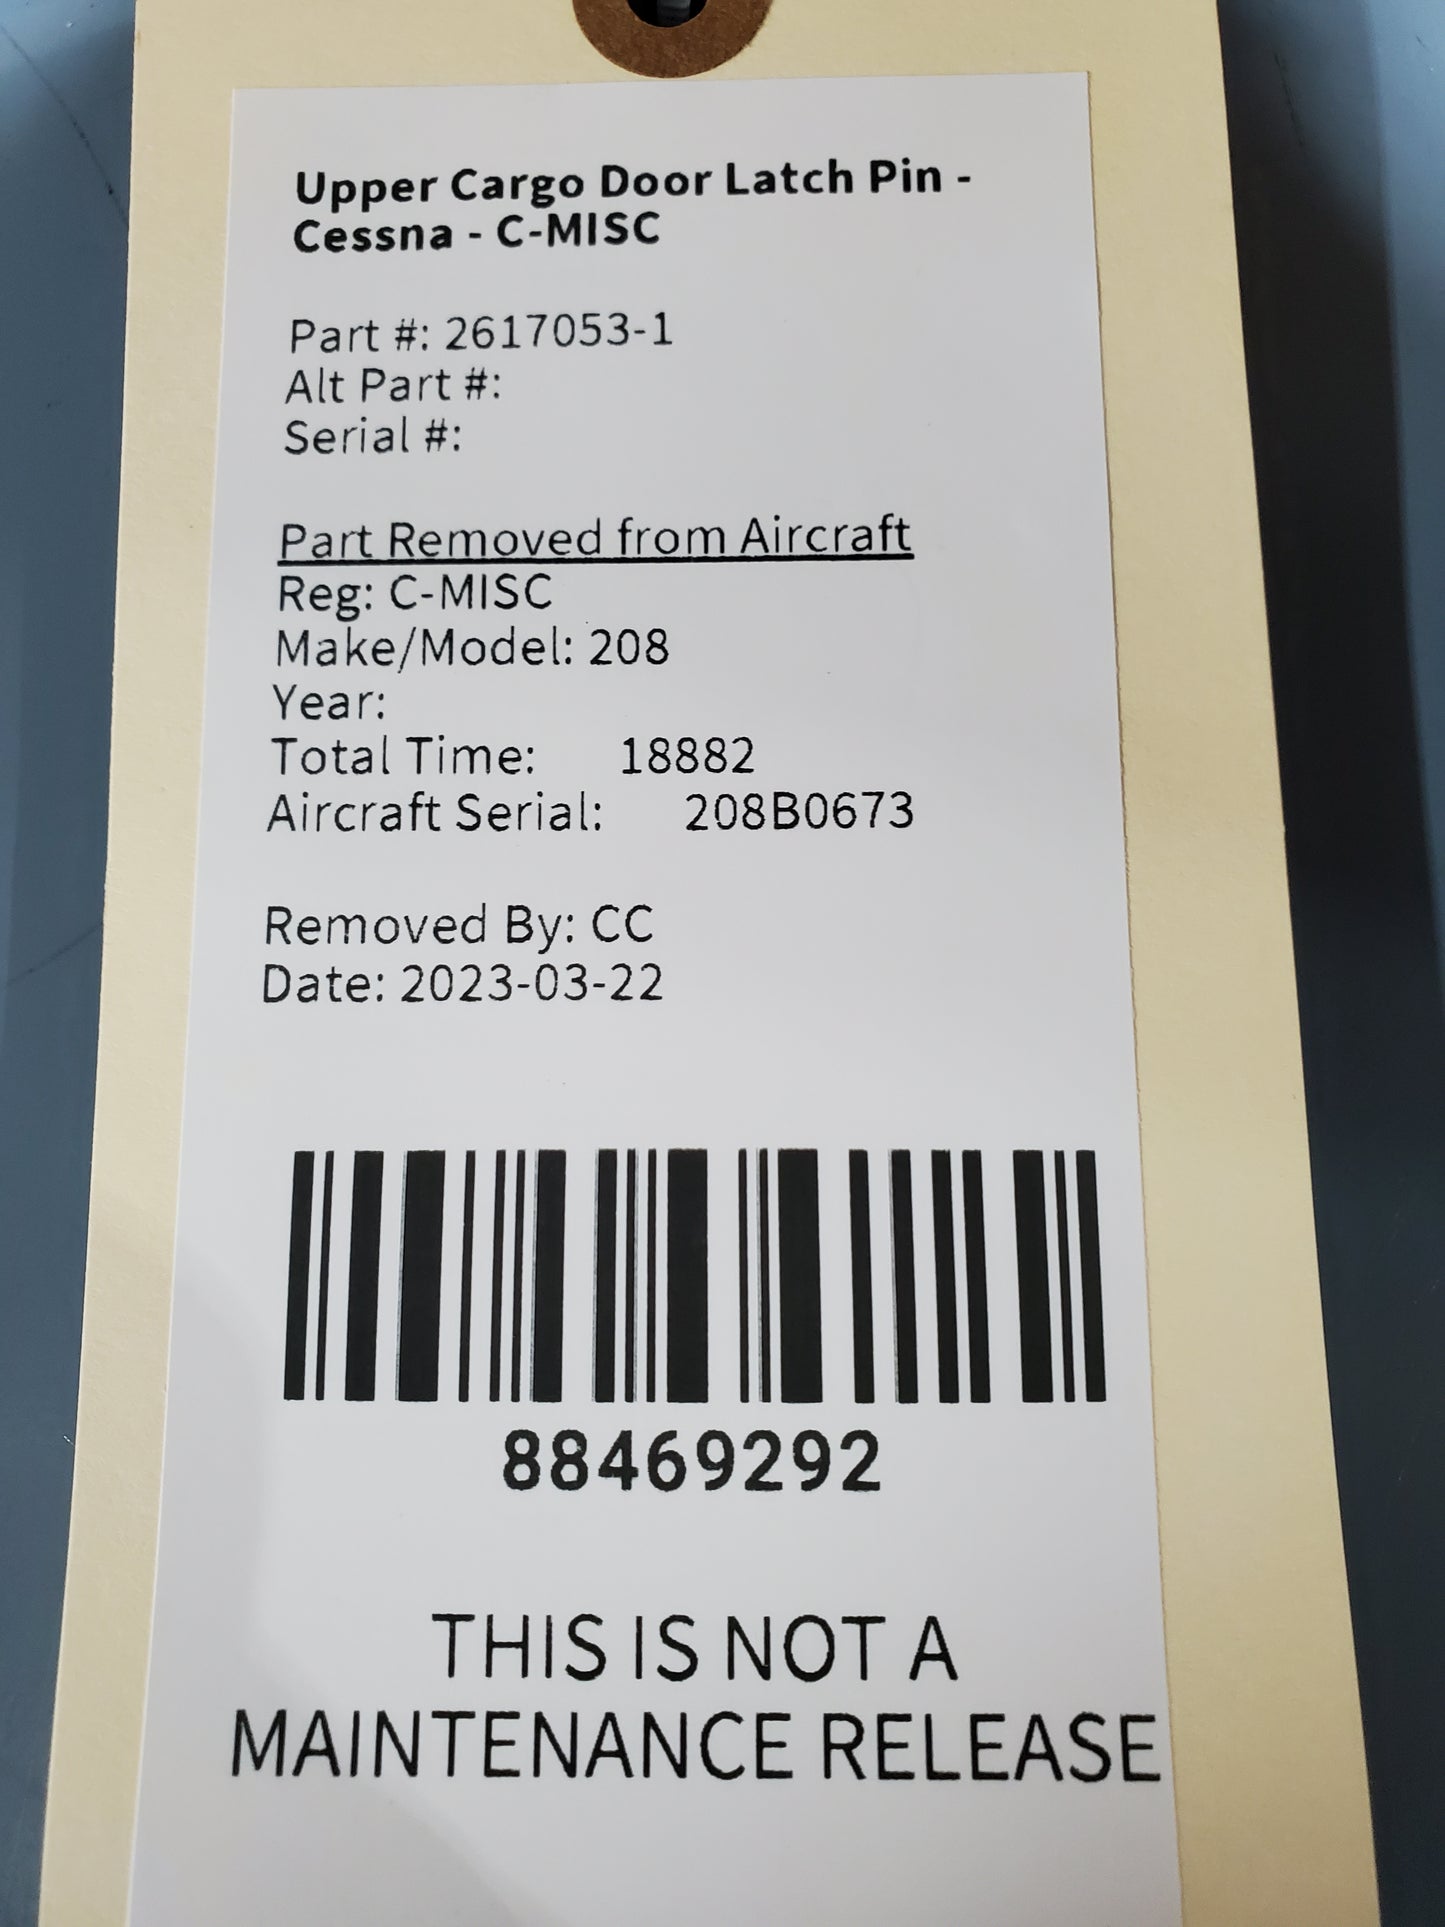 Upper Cargo Door Latch Pin -
Cessna - C-MISC
Part #: 2617053-1
Alt Part #:
Serial #:
Part Removed from Aircraft
Reg: C-MISC
Make/Model: 208
Year:
Total Time: 18882
Aircraft Serial: 208B0673
Removed By: CC
Date: 2023-03-22
88469292
THIS IS NOT A
MAINTENANCE RELEASE